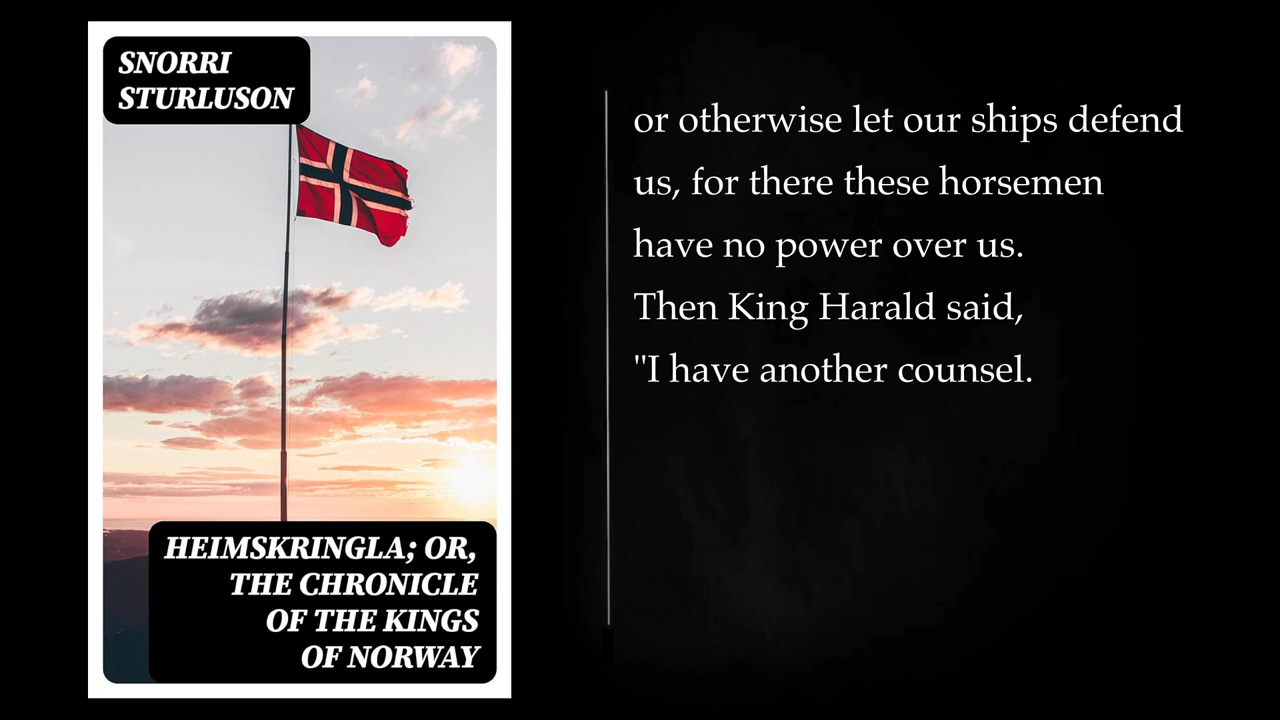 SNORRI
STURLUSON
HEIMSKRINGLA; OR,
THE CHRONICLE
OF THE KINGS
OF NORWAY
or otherwise let our ships defend
us, for there these horsemen
have no power over us.
Then King Harald said,
"I have another counsel.